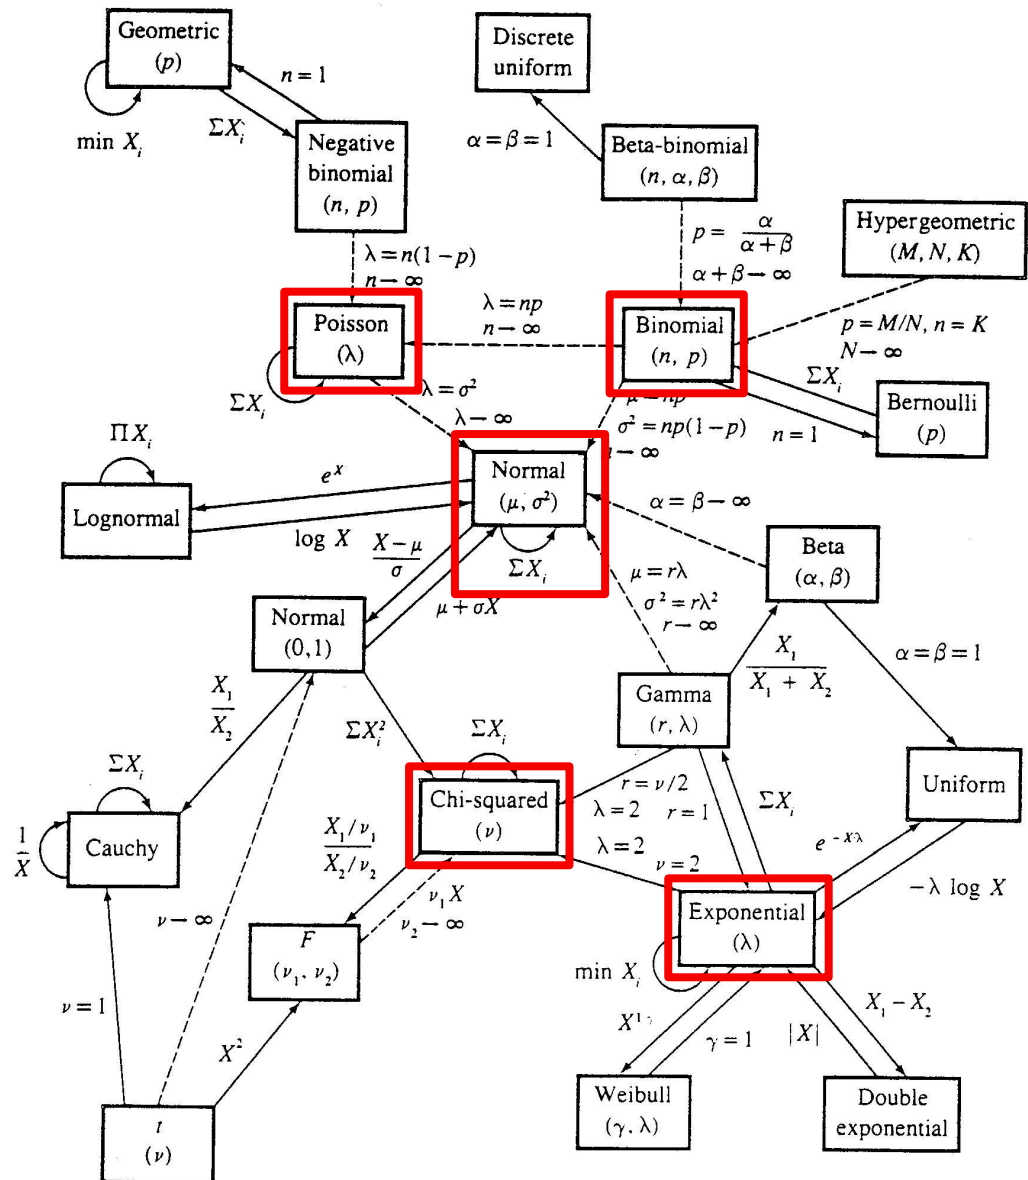 Geometric
(p)
Discrete
uniform
n = 1
min X_i
ΣX_i
Negative
binomial
(n, p)
α = β = 1
Beta-binomial
(n, α, β)
Hypergeometric
(M, N, K)
p = α/(α + β)
α + β → ∞
λ = n(1 − p)
n → ∞
λ = np
n → ∞
Poisson
(λ)
Binomial
(n, p)
p = M/N, n = K
N → ∞
ΣX_i
ΣX_i
λ = σ²
λ → ∞
μ = np
σ² = np(1 − p)
n → ∞
n = 1
Bernoulli
(p)
ΠX_i
Lognormal
e^X
log X
Normal
(μ, σ²)
ΣX_i
α = β → ∞
Beta
(α, β)
(X − μ)/σ
μ + σX
μ = rλ
σ² = rλ²
r → ∞
Normal
(0,1)
X_1/(X_1 + X_2)
α = β = 1
Gamma
(r, λ)
X_1/X_2
ΣX_i²
ΣX_i
ΣX_i
1/X
Cauchy
Chi-squared
(ν)
r = ν/2
λ = 2
r = 1
ΣX_i
Uniform
λ = 2
ν = 2
e^−Xλ
−λ log X
(X_1/ν_1)/(X_2/ν_2)
ν_1X
ν_2 → ∞
ν → ∞
F
(ν_1, ν_2)
Exponential
(λ)
min X_i
ν = 1
X²
X^1/γ
γ = 1
|X|
X_1 − X_2
t
(ν)
Weibull
(γ, λ)
Double
exponential